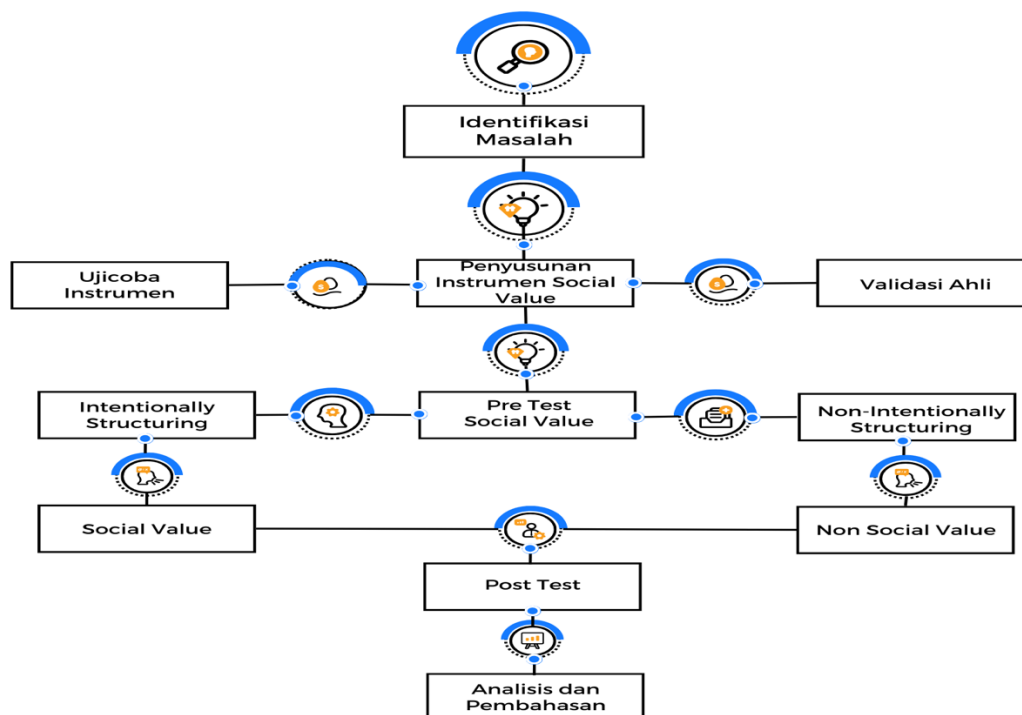 Identifikasi
Masalah
Ujicoba
Instrumen
Penyusunan
Instrumen Social
Value
Validasi Ahli
Intentionally
Structuring
Pre Test
Social Value
Non-Intentionally
Structuring
Social Value
Non Social Value
Post Test
Analisis dan
Pembahasan